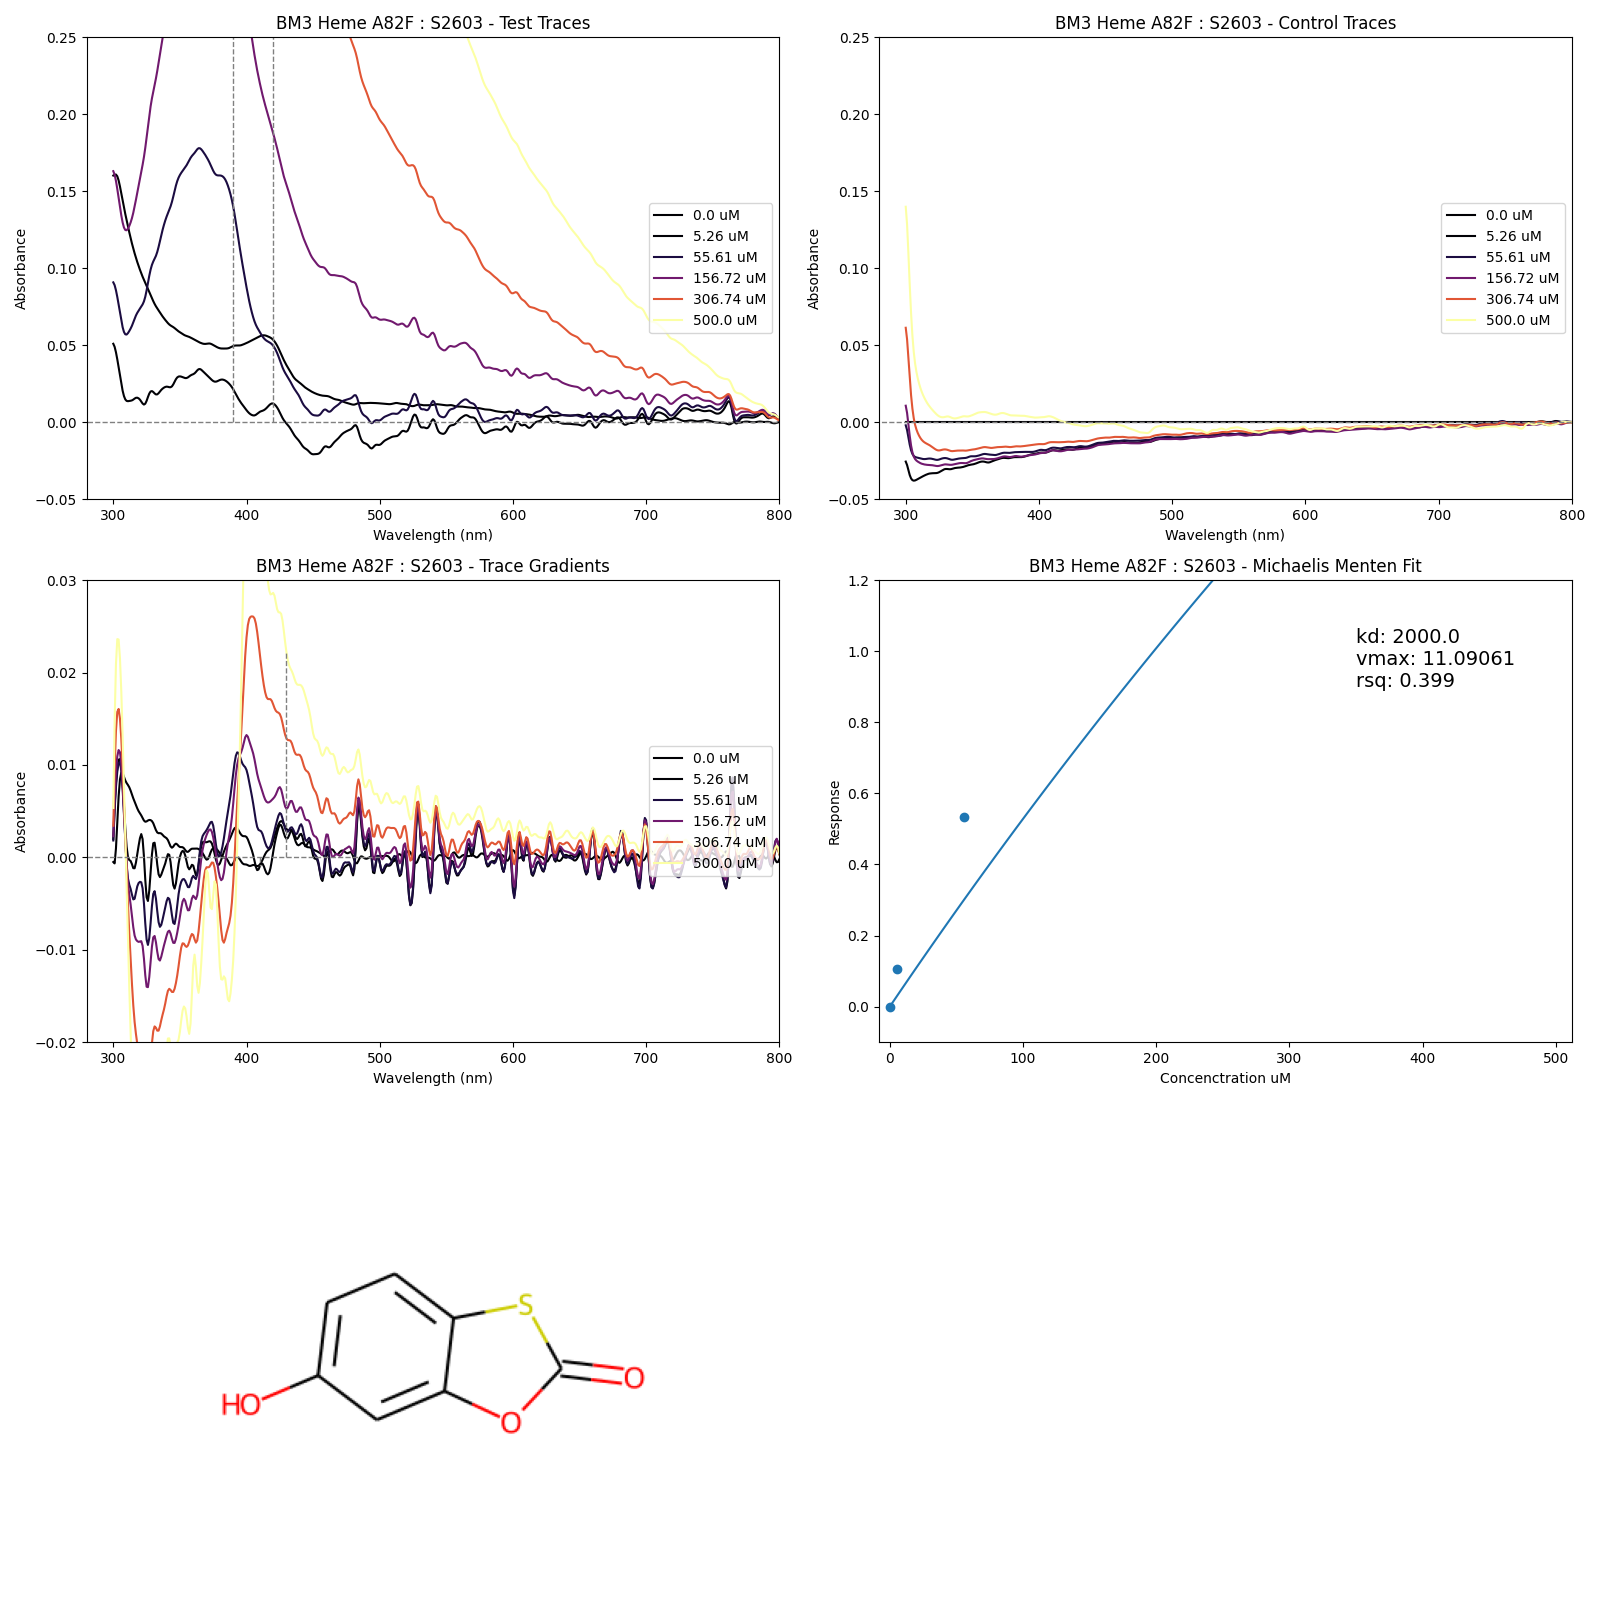 BM3 Heme A82F : S2603 - Test Traces
0.25
0.20
0.15
0.10
0.05
0.00
−0.05
Absorbance
0.0 uM
5.26 uM
55.61 uM
156.72 uM
306.74 uM
500.0 uM
300 400 500 600 700 800
Wavelength (nm)
BM3 Heme A82F : S2603 - Control Traces
0.25
0.20
0.15
0.10
0.05
0.00
−0.05
Absorbance
0.0 uM
5.26 uM
55.61 uM
156.72 uM
306.74 uM
500.0 uM
300 400 500 600 700 800
Wavelength (nm)
BM3 Heme A82F : S2603 - Trace Gradients
0.03
0.02
0.01
0.00
−0.01
−0.02
Absorbance
0.0 uM
5.26 uM
55.61 uM
156.72 uM
306.74 uM
500.0 uM
300 400 500 600 700 800
Wavelength (nm)
BM3 Heme A82F : S2603 - Michaelis Menten Fit
1.2
1.0
0.8
0.6
0.4
0.2
0.0
Response
kd: 2000.0
vmax: 11.09061
rsq: 0.399
0 100 200 300 400 500
Concenctration uM
S
O
HO
O